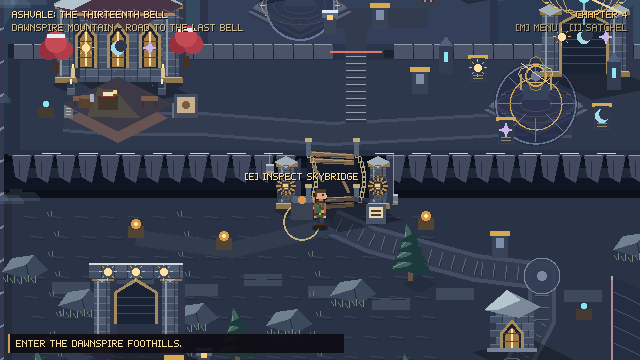 ASHVALE: THE THIRTEENTH BELL
CHAPTER 4
DAWNSPIRE MOUNTAIN - ROAD TO THE LAST BELL
[M] MENU [I] SATCHEL
[E] INSPECT SKYBRIDGE
ENTER THE DAWNSPIRE FOOTHILLS.